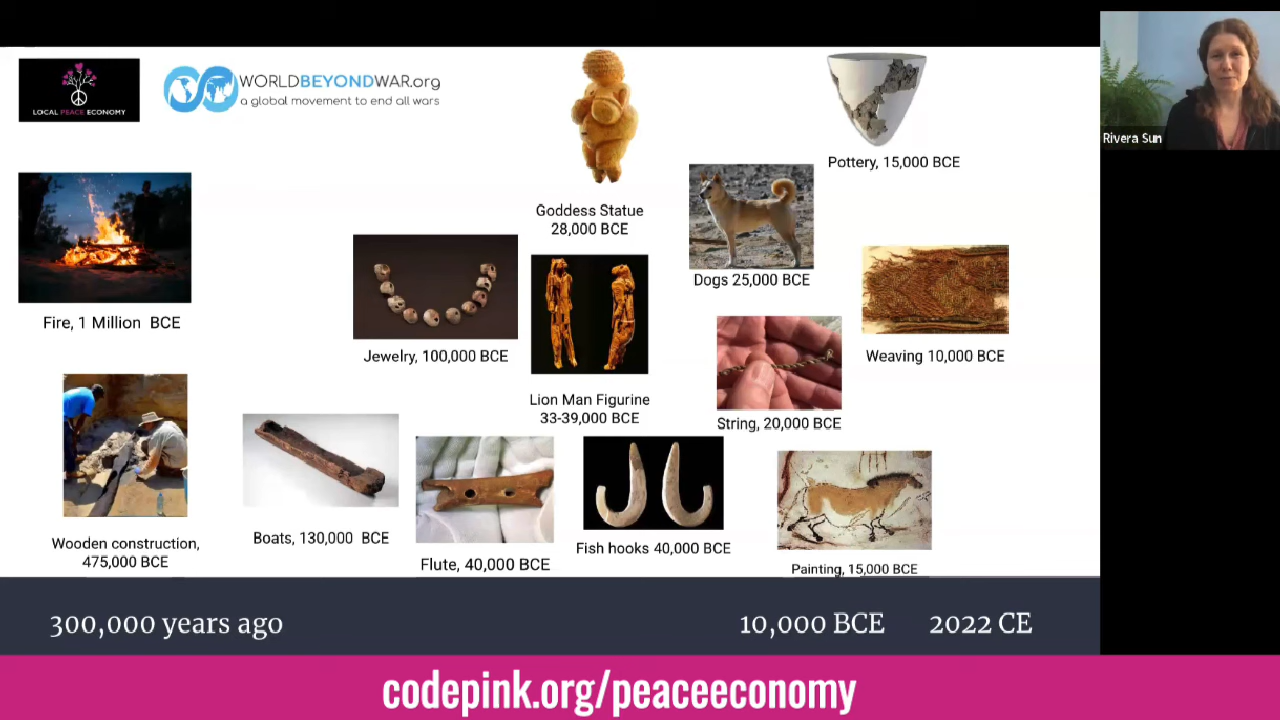 LOCAL PEACE ECONOMY
WORLDBEYONDWAR.org
a global movement to end all wars
Rivera Sun
Pottery, 15,000 BCE
Goddess Statue
28,000 BCE
Dogs 25,000 BCE
Fire, 1 Million BCE
Jewelry, 100,000 BCE
Weaving 10,000 BCE
Lion Man Figurine
33-39,000 BCE
String, 20,000 BCE
Wooden construction,
475,000 BCE
Boats, 130,000 BCE
Flute, 40,000 BCE
Fish hooks 40,000 BCE
Painting, 15,000 BCE
300,000 years ago
10,000 BCE
2022 CE
codepink.org/peaceeconomy